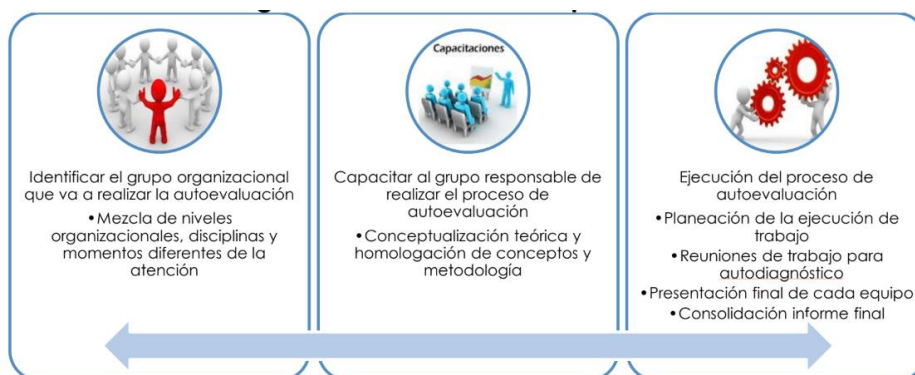 Identificar el grupo organizacional
que va a realizar la autoevaluación
•Mezcla de niveles
organizacionales, disciplinas y
momentos diferentes de la
atención
Capacitaciones
Capacitar al grupo responsable de
realizar el proceso de
autoevaluación
•Conceptualización teórica y
homologación de conceptos y
metodología
Ejecución del proceso de
autoevaluación
•Planeación de la ejecución de
trabajo
•Reuniones de trabajo para
autodiagnóstico
•Presentación final de cada equipo
•Consolidación informe final